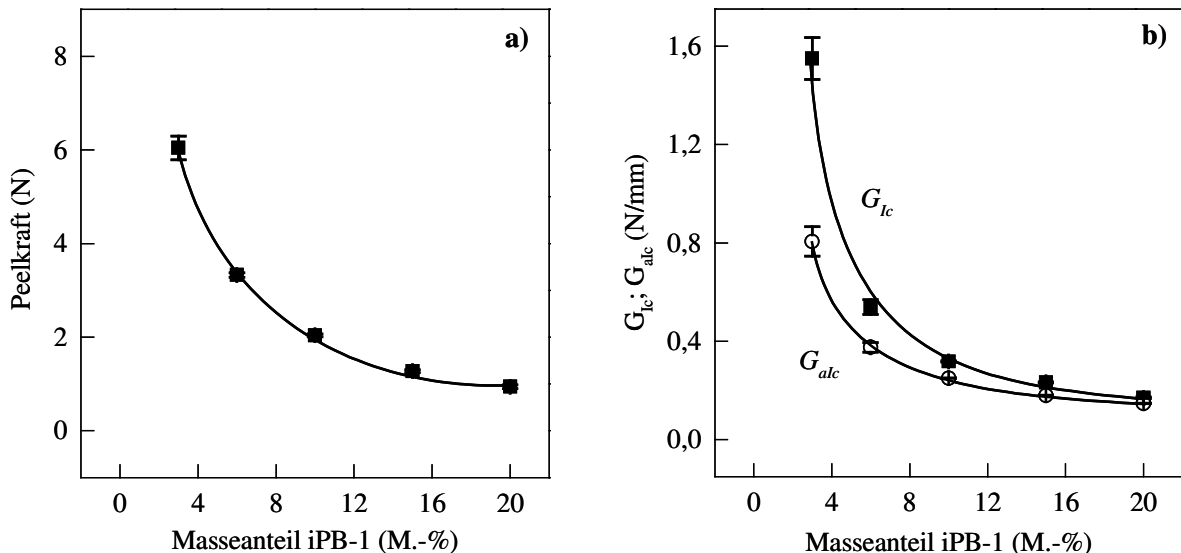 a)
8
6
4
2
0
Peelkraft (N)
0 4 8 12 16 20
Masseanteil iPB-1 (M.-%)
b)
1,6
1,2
0,8
0,4
0,0
G_Ic; G_aIc (N/mm)
G_Ic
G_aIc
0 4 8 12 16 20
Masseanteil iPB-1 (M.-%)